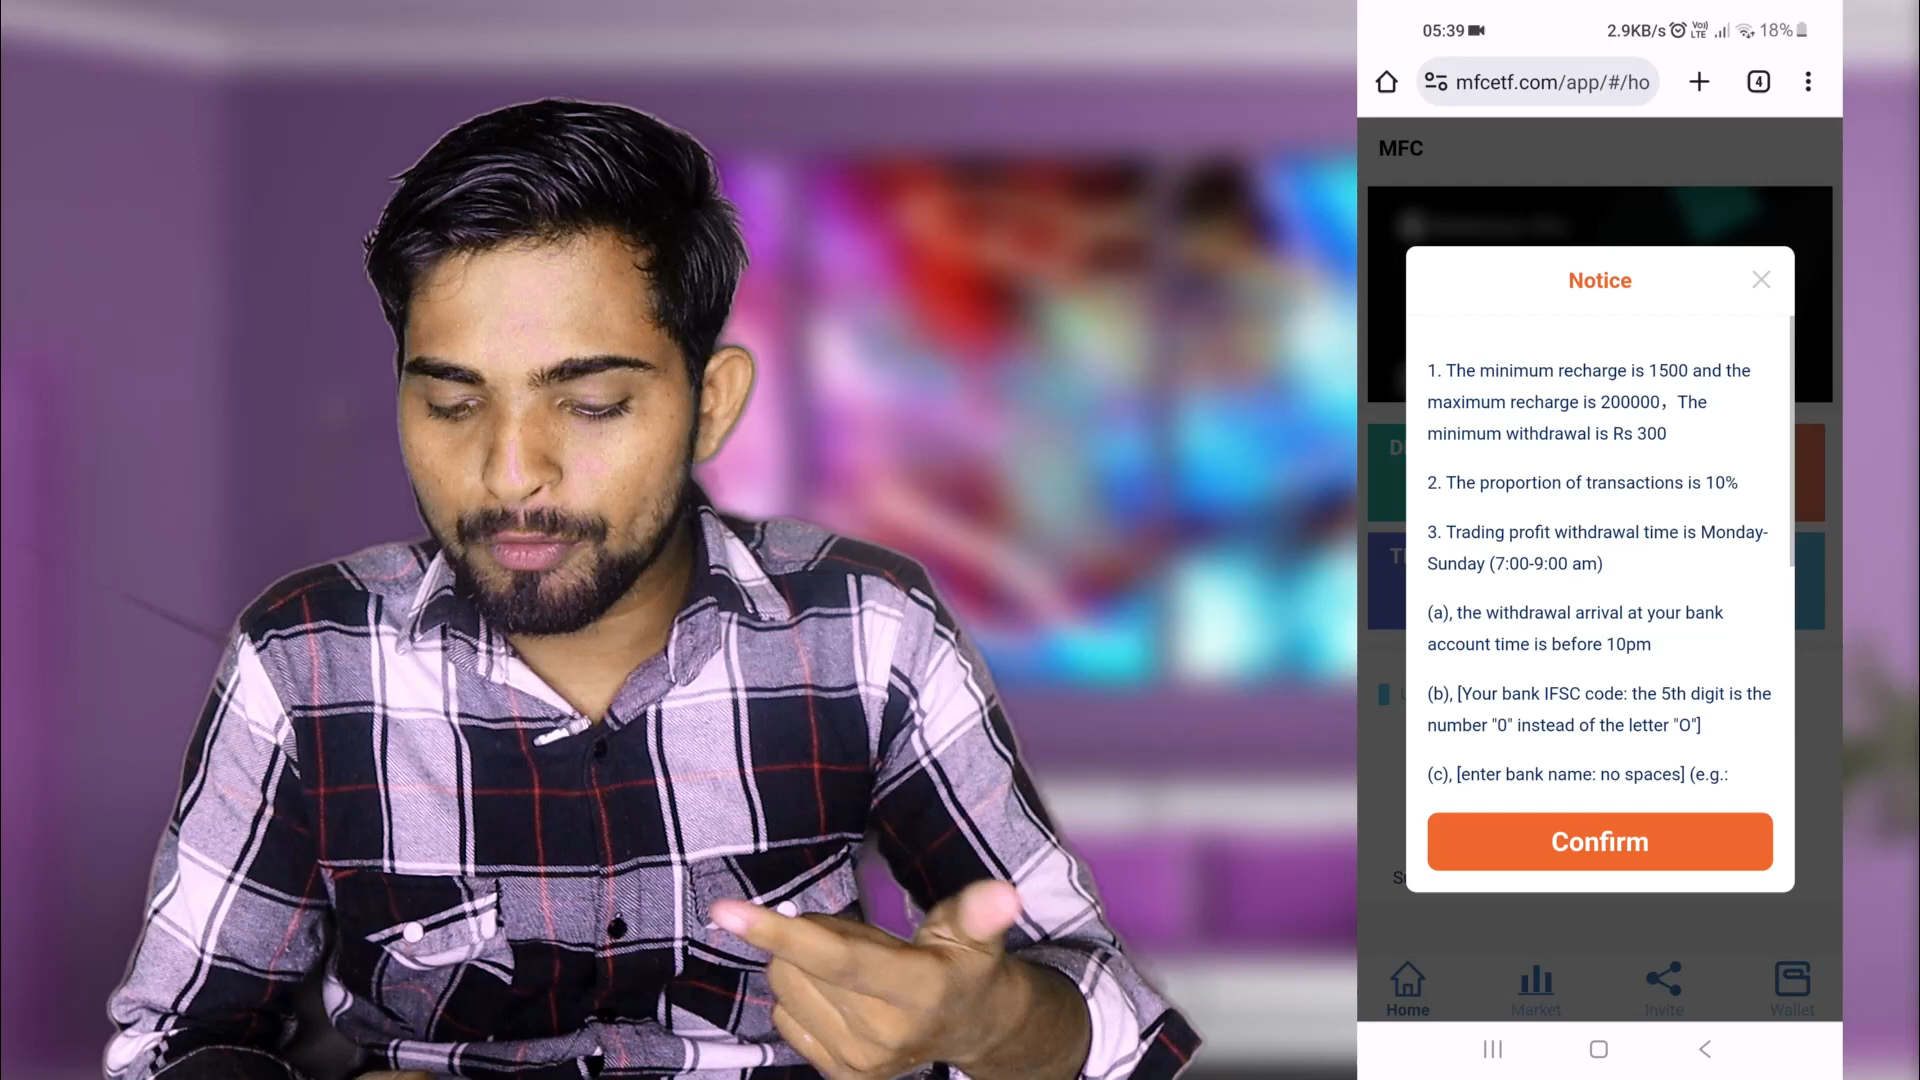 05:39
2.9KB/s Vo) LTE 18%
mfcetf.com/app/#/ho
4
MFC
Notice
1. The minimum recharge is 1500 and the
maximum recharge is 200000，The
minimum withdrawal is Rs 300
2. The proportion of transactions is 10%
3. Trading profit withdrawal time is Monday-
Sunday (7:00-9:00 am)
(a), the withdrawal arrival at your bank
account time is before 10pm
(b), [Your bank IFSC code: the 5th digit is the
number "0" instead of the letter "O"]
(c), [enter bank name: no spaces] (e.g.:
Confirm
Home
Market
Invite
Wallet